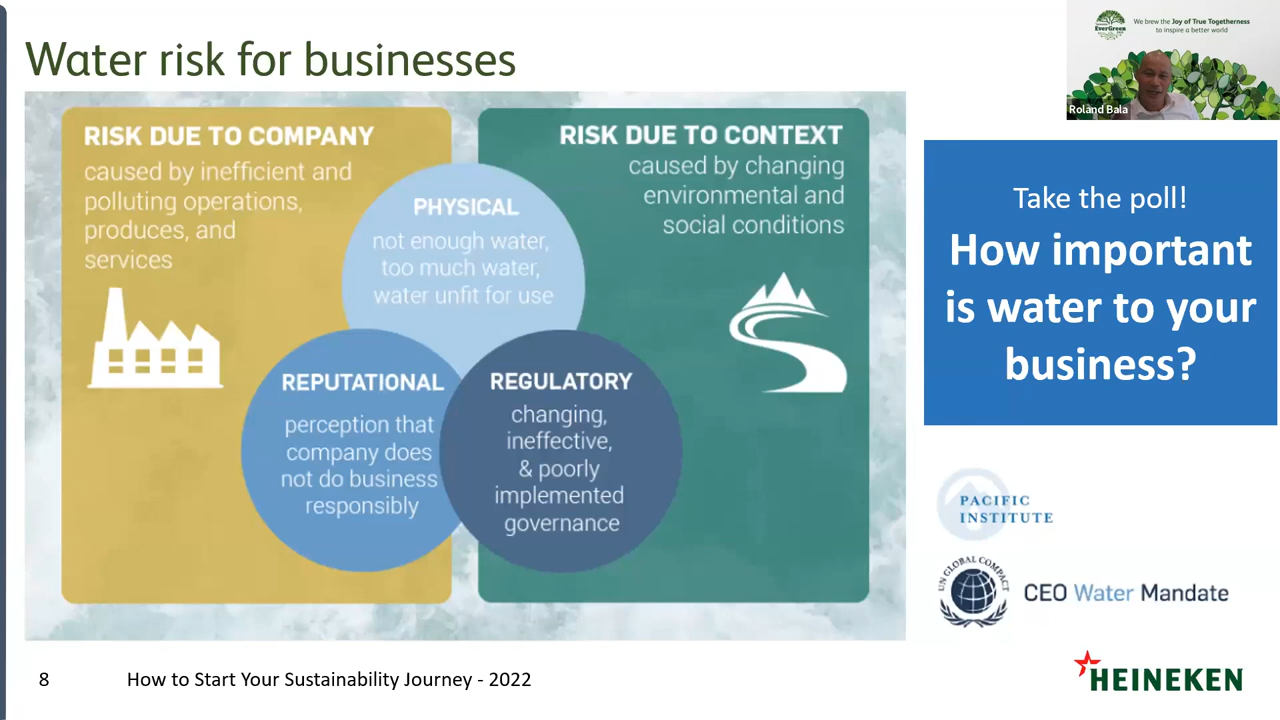 Water risk for businesses
RISK DUE TO COMPANY
caused by inefficient and
polluting operations,
produces, and
services
RISK DUE TO CONTEXT
caused by changing
environmental and
social conditions
PHYSICAL
not enough water,
too much water,
water unfit for use
REPUTATIONAL
perception that
company does
not do business
responsibly
REGULATORY
changing,
ineffective,
& poorly
implemented
governance
We brew the Joy of True Togetherness
to inspire a better world
EverGreen
Roland Bala
Take the poll!
How important
is water to your
business?
PACIFIC
INSTITUTE
UN GLOBAL COMPACT
CEO Water Mandate
HEINEKEN
8
How to Start Your Sustainability Journey - 2022